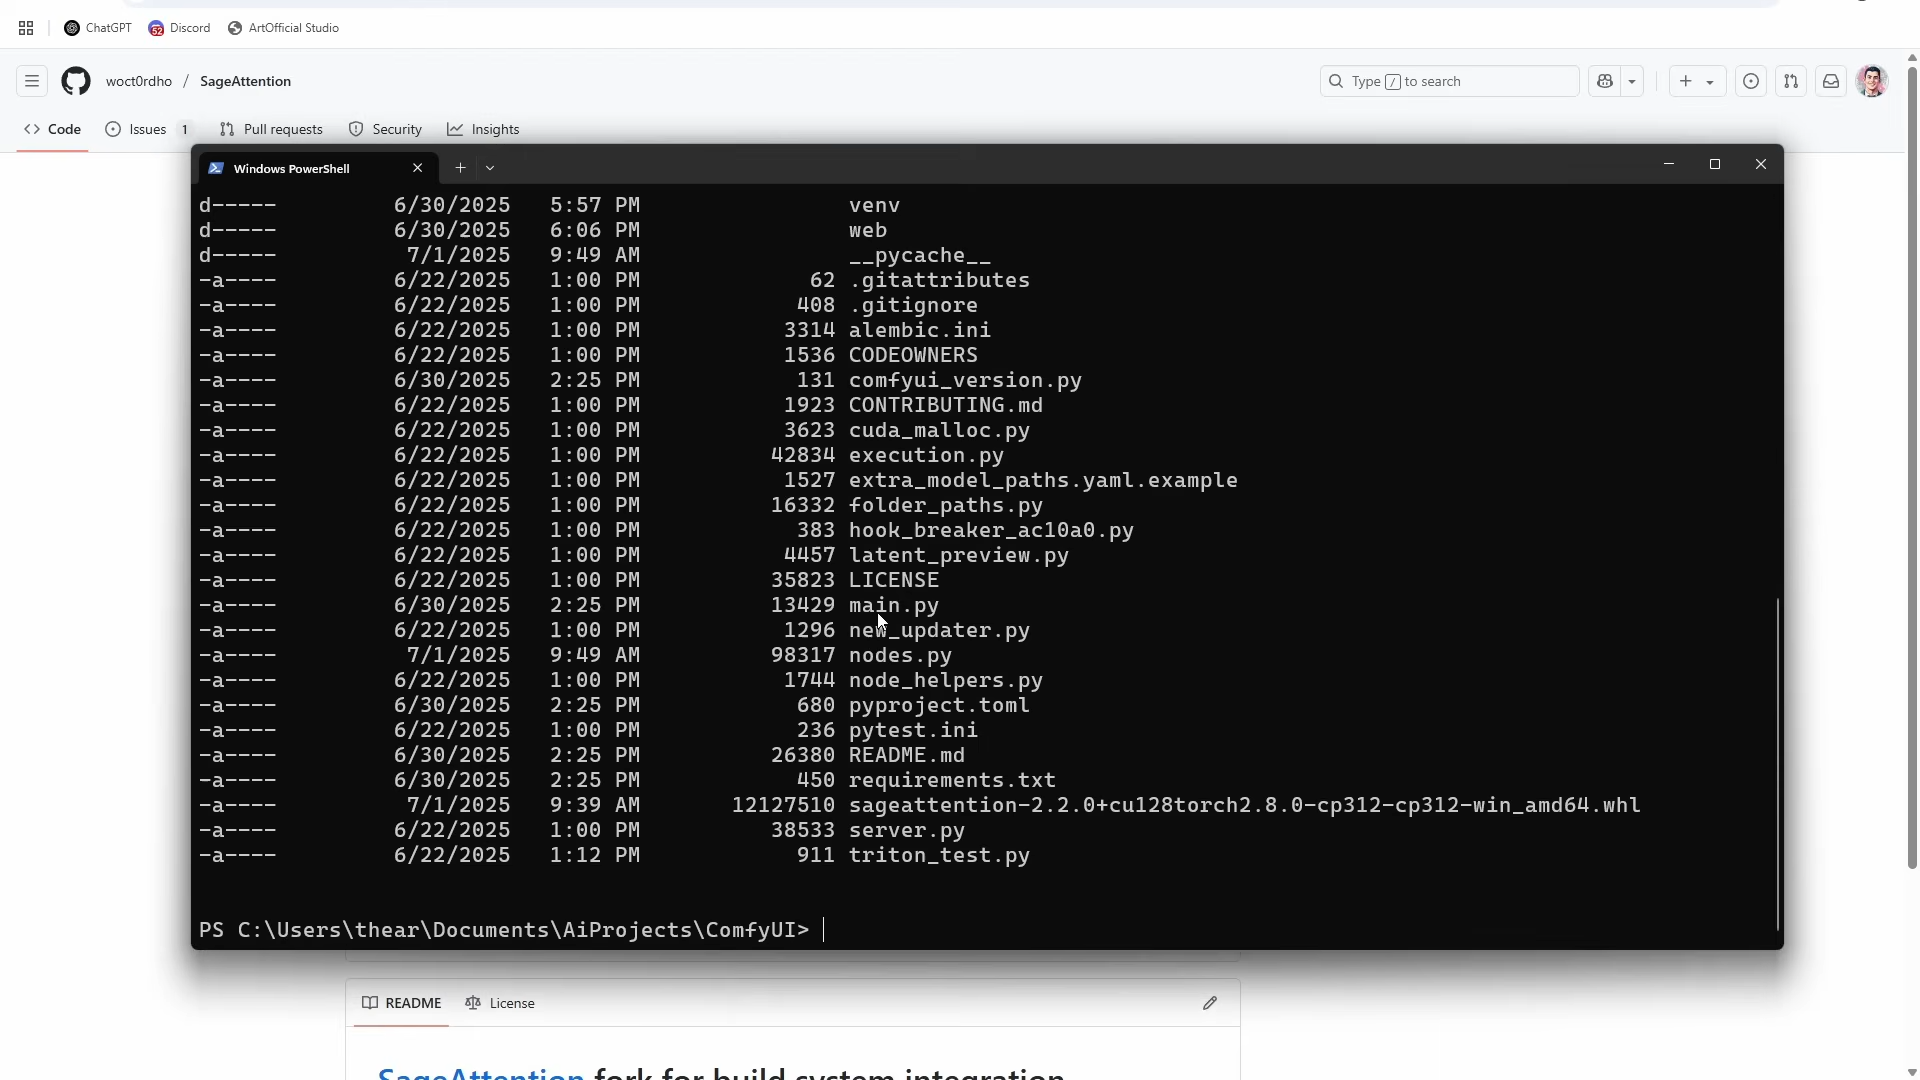 ChatGPT Discord ArtOfficial Studio
woct0rdho / SageAttention Type / to search
Code Issues 1 Pull requests Security Insights
Windows PowerShell
d----- 6/30/2025 5:57 PM venv
d----- 6/30/2025 6:06 PM web
d----- 7/1/2025 9:49 AM __pycache__
-a---- 6/22/2025 1:00 PM 62 .gitattributes
-a---- 6/22/2025 1:00 PM 408 .gitignore
-a---- 6/22/2025 1:00 PM 3314 alembic.ini
-a---- 6/22/2025 1:00 PM 1536 CODEOWNERS
-a---- 6/30/2025 2:25 PM 131 comfyui_version.py
-a---- 6/22/2025 1:00 PM 1923 CONTRIBUTING.md
-a---- 6/22/2025 1:00 PM 3623 cuda_malloc.py
-a---- 6/22/2025 1:00 PM 42834 execution.py
-a---- 6/22/2025 1:00 PM 1527 extra_model_paths.yaml.example
-a---- 6/22/2025 1:00 PM 16332 folder_paths.py
-a---- 6/22/2025 1:00 PM 383 hook_breaker_ac10a0.py
-a---- 6/22/2025 1:00 PM 4457 latent_preview.py
-a---- 6/22/2025 1:00 PM 35823 LICENSE
-a---- 6/30/2025 2:25 PM 13429 main.py
-a---- 6/22/2025 1:00 PM 1296 new_updater.py
-a---- 7/1/2025 9:49 AM 98317 nodes.py
-a---- 6/22/2025 1:00 PM 1744 node_helpers.py
-a---- 6/30/2025 2:25 PM 680 pyproject.toml
-a---- 6/22/2025 1:00 PM 236 pytest.ini
-a---- 6/30/2025 2:25 PM 26380 README.md
-a---- 6/30/2025 2:25 PM 450 requirements.txt
-a---- 7/1/2025 9:39 AM 12127510 sageattention-2.2.0+cu128torch2.8.0-cp312-cp312-win_amd64.whl
-a---- 6/22/2025 1:00 PM 38533 server.py
-a---- 6/22/2025 1:12 PM 911 triton_test.py
PS C:\Users\thear\Documents\AiProjects\ComfyUI>
README License
SageAttention fork for build system integration